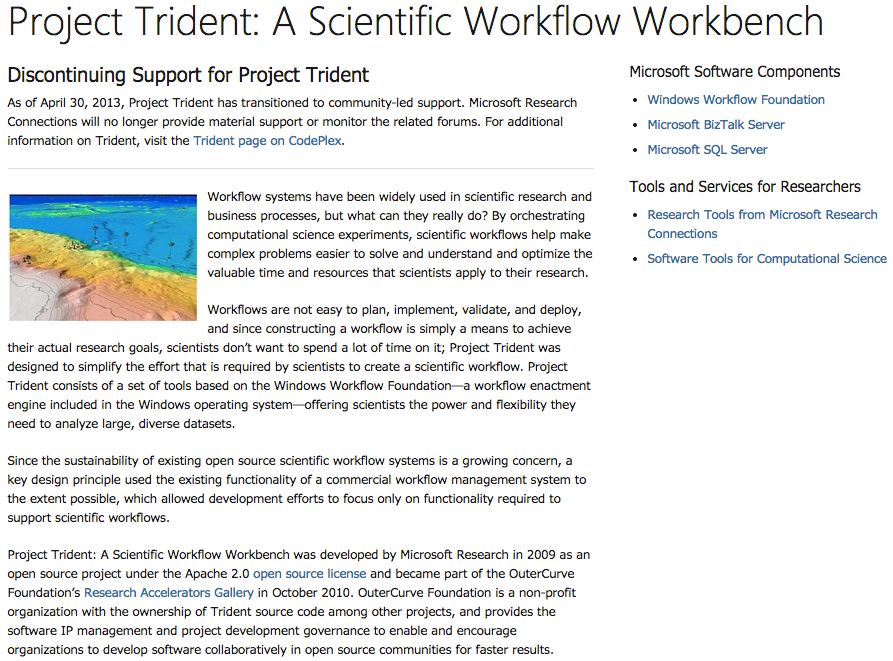 Project Trident: A Scientific Workflow Workbench
Discontinuing Support for Project Trident
As of April 30, 2013, Project Trident has transitioned to community-led support. Microsoft Research
Connections will no longer provide material support or monitor the related forums. For additional
information on Trident, visit the Trident page on CodePlex.
Workflow systems have been widely used in scientific research and
business processes, but what can they really do? By orchestrating
computational science experiments, scientific workflows help make
complex problems easier to solve and understand and optimize the
valuable time and resources that scientists apply to their research.
Workflows are not easy to plan, implement, validate, and deploy,
and since constructing a workflow is simply a means to achieve
their actual research goals, scientists don’t want to spend a lot of time on it; Project Trident was
designed to simplify the effort that is required by scientists to create a scientific workflow. Project
Trident consists of a set of tools based on the Windows Workflow Foundation—a workflow enactment
engine included in the Windows operating system—offering scientists the power and flexibility they
need to analyze large, diverse datasets.
Since the sustainability of existing open source scientific workflow systems is a growing concern, a
key design principle used the existing functionality of a commercial workflow management system to
the extent possible, which allowed development efforts to focus only on functionality required to
support scientific workflows.
Project Trident: A Scientific Workflow Workbench was developed by Microsoft Research in 2009 as an
open source project under the Apache 2.0 open source license and became part of the OuterCurve
Foundation’s Research Accelerators Gallery in October 2010. OuterCurve Foundation is a non-profit
organization with the ownership of Trident source code among other projects, and provides the
software IP management and project development governance to enable and encourage
organizations to develop software collaboratively in open source communities for faster results.
Microsoft Software Components
• Windows Workflow Foundation
• Microsoft BizTalk Server
• Microsoft SQL Server
Tools and Services for Researchers
• Research Tools from Microsoft Research
Connections
• Software Tools for Computational Science